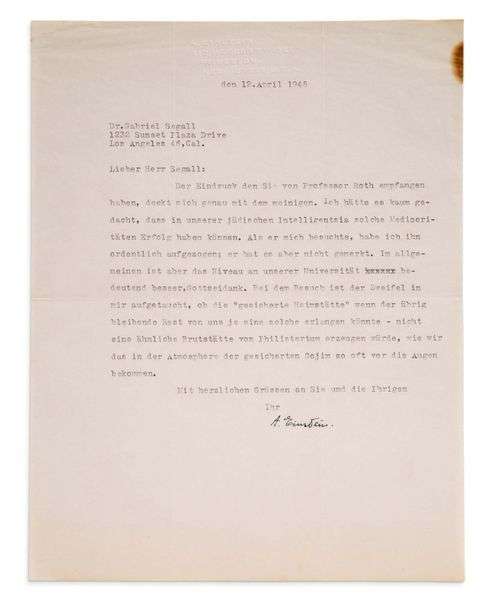 den 12.April 1945
Dr.Gabriel Segall
1232 Sunset Plaza Drive
Los Angeles 46,Cal.
Lieber Herr Segall:
Der Eindruck den Sie von Professor Roth empfangen
haben, deckt sich genau mit dem meinigen. Ich hätte es kaum ge-
dacht, dass in unserer jüdischen Intelligentsia solche Mediocri-
täten Erfolg haben können. Als er mich besuchte, habe ich ihn
ordentlich aufgezogen; er hat es aber nicht gemerkt. Im allge-
meinen ist aber das Niveau an unserer Universität be-
deutend besser,Gottseidank. Bei dem Besuch ist der Zweifel in
mir aufgetaucht, ob die "gesicherte Heimstätte" wenn der übrig
bleibende Rest von uns je eine solche erlangen könnte - nicht
eine ähnliche Brutstätte von Philistertum erzeugen würde, wie wir
das in der Atmosphere der gesicherten Gojim so oft vor die Augen
bekommen.
Mit herzlichen Grüssen an Sie und die Ihrigen
Ihr
A. Einstein.